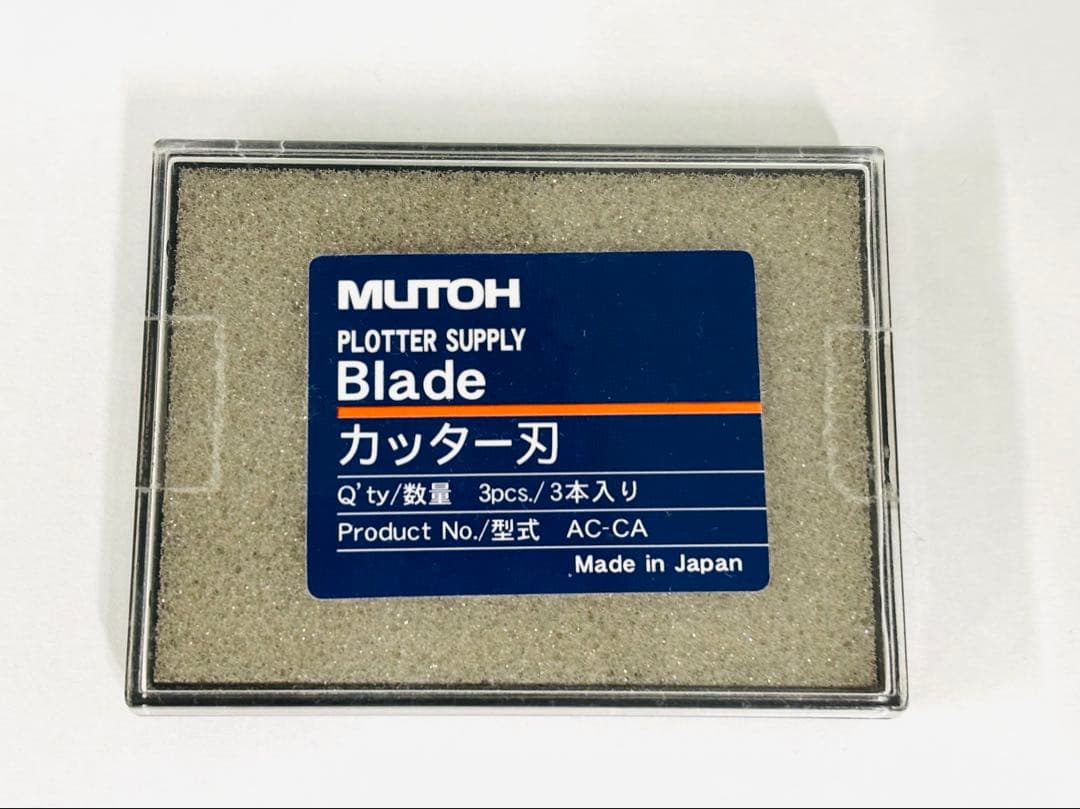 MUTOH
PLOTTER SUPPLY
Blade
カッター刃
Q'ty/数量 3pcs./3本入り
Product No./型式 AC-CA
Made in Japan